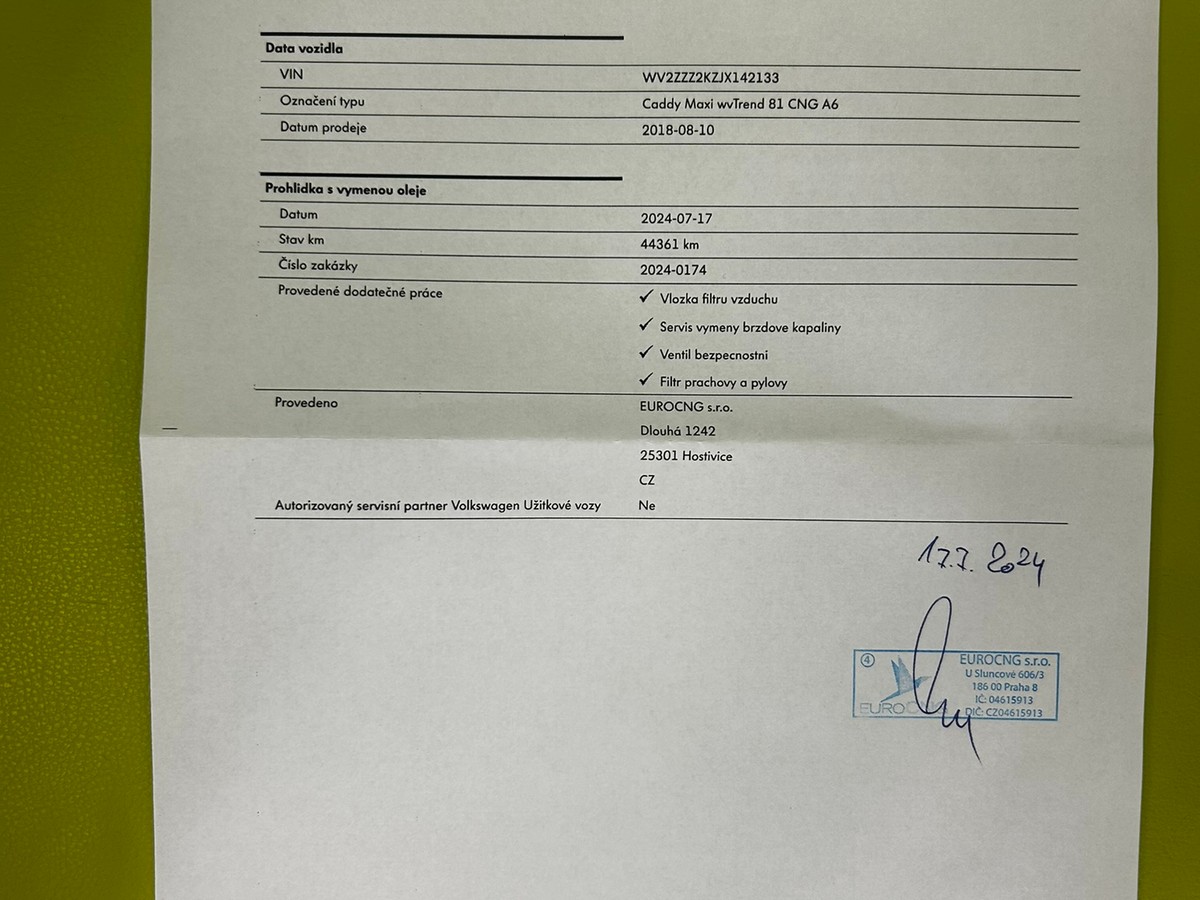 Data vozidla
VIN WV2ZZZ2KZJX142133
Označení typu Caddy Maxi wvTrend 81 CNG A6
Datum prodeje 2018-08-10
Prohlidka s vymenou oleje
Datum 2024-07-17
Stav km 44361 km
Číslo zakázky 2024-0174
Provedené dodatečné práce ✓ Vlozka filtru vzduchu
✓ Servis vymeny brzdove kapaliny
✓ Ventil bezpecnostni
✓ Filtr prachovy a pylovy
Provedeno EUROCNG s.r.o.
Dlouhá 1242
25301 Hostivice
CZ
Autorizovaný servisní partner Volkswagen Užitkové vozy Ne
17.7. 2024
4
EUROCNG
EUROCNG s.r.o.
U Sluncové 606/3
186 00 Praha 8
IČ: 04615913
DIČ: CZ04615913